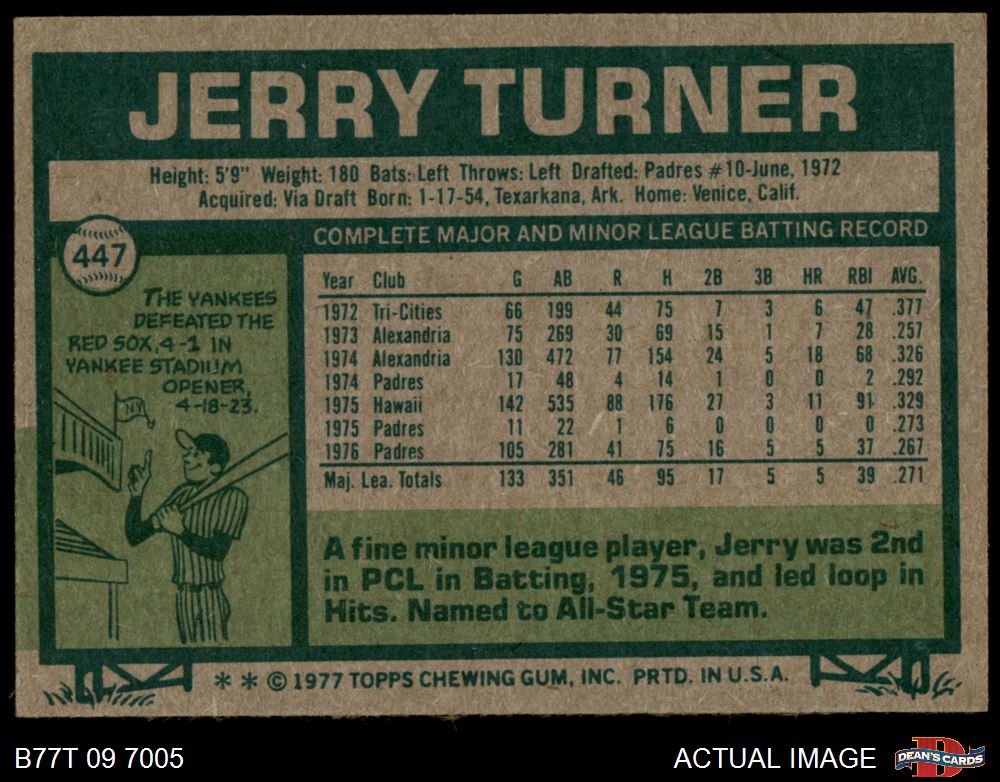 JERRY TURNER
Height: 5'9" Weight: 180 Bats: Left Throws: Left Drafted: Padres #10-June, 1972
Acquired: Via Draft Born: 1-17-54, Texarkana, Ark. Home: Venice, Calif.
447
THE YANKEES
DEFEATED THE
RED SOX, 4-1 IN
YANKEE STADIUM
OPENER,
4-18-23.
NY
COMPLETE MAJOR AND MINOR LEAGUE BATTING RECORD
Year Club G AB R H 2B 3B HR RBI AVG.
1972 Tri-Cities 66 199 44 75 7 3 6 47 .377
1973 Alexandria 75 269 30 69 15 1 7 28 .257
1974 Alexandria 130 472 77 154 24 5 18 68 .326
1974 Padres 17 48 4 14 1 0 0 2 .292
1975 Hawaii 142 535 88 176 27 3 11 91 .329
1975 Padres 11 22 1 6 0 0 0 0 .273
1976 Padres 105 281 41 75 16 5 5 37 .267
Maj. Lea. Totals 133 351 46 95 17 5 5 39 .271
A fine minor league player, Jerry was 2nd
in PCL in Batting, 1975, and led loop in
Hits. Named to All-Star Team.
* * © 1977 TOPPS CHEWING GUM, INC. PRTD. IN U.S.A.
B77T 09 7005
ACTUAL IMAGE
D
DEAN'S CARDS